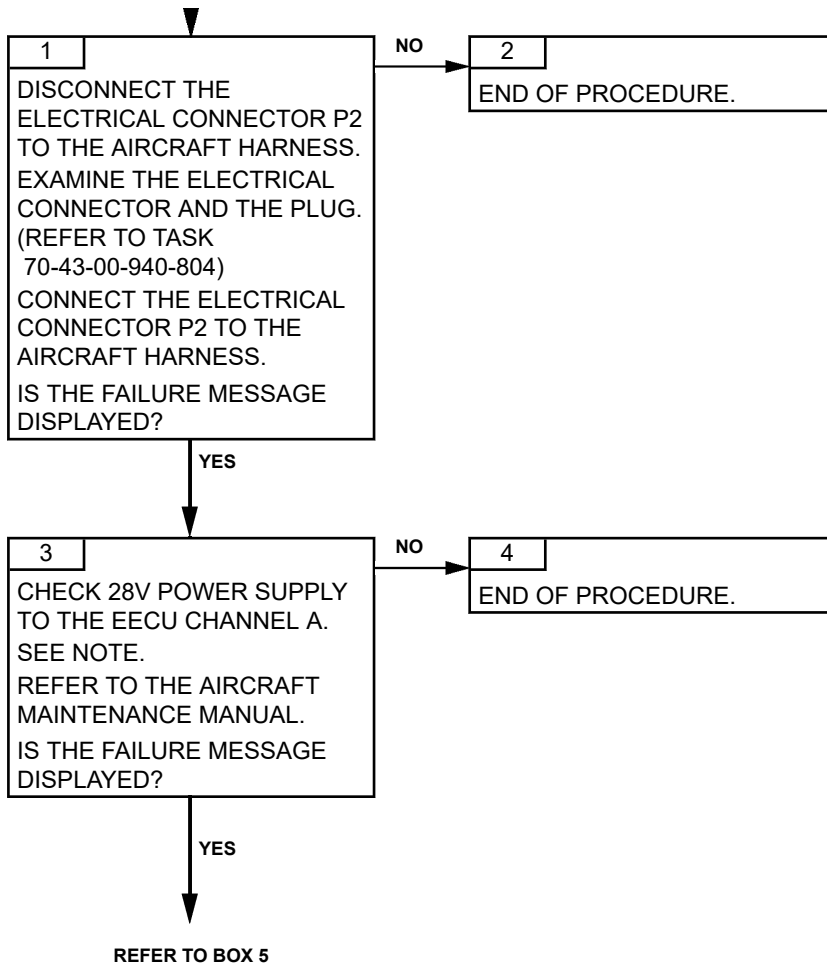 1
DISCONNECT THE
ELECTRICAL CONNECTOR P2
TO THE AIRCRAFT HARNESS.
EXAMINE THE ELECTRICAL
CONNECTOR AND THE PLUG.
(REFER TO TASK
70-43-00-940-804)
CONNECT THE ELECTRICAL
CONNECTOR P2 TO THE
AIRCRAFT HARNESS.
IS THE FAILURE MESSAGE
DISPLAYED?
NO
2
END OF PROCEDURE.
YES
3
CHECK 28V POWER SUPPLY
TO THE EECU CHANNEL A.
SEE NOTE.
REFER TO THE AIRCRAFT
MAINTENANCE MANUAL.
IS THE FAILURE MESSAGE
DISPLAYED?
NO
4
END OF PROCEDURE.
YES
REFER TO BOX 5